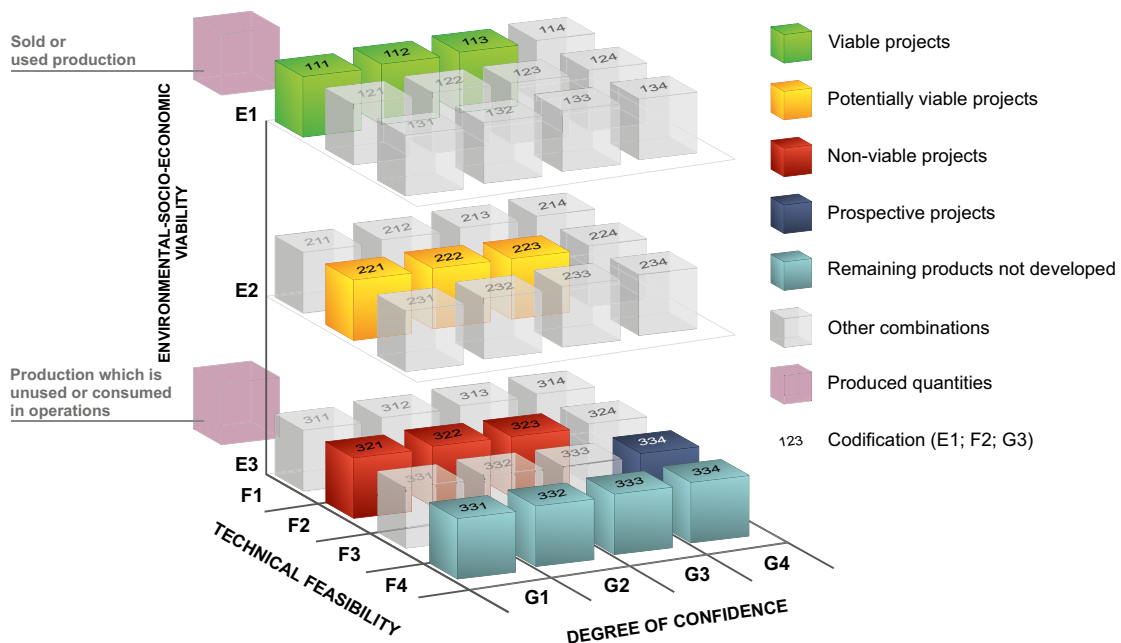 Sold or
used production
Production which is
unused or consumed
in operations
ENVIRONMENTAL-SOCIO-ECONOMIC
VIABILITY
E1
111
112
113
114
121
122
123
124
131
132
133
134
E2
211
212
213
214
221
222
223
224
231
232
233
234
E3
311
312
313
314
321
322
323
324
331
332
333
334
331
332
333
334
F1
F2
F3
F4
TECHNICAL FEASIBILITY
G1
G2
G3
G4
DEGREE OF CONFIDENCE
Viable projects
Potentially viable projects
Non-viable projects
Prospective projects
Remaining products not developed
Other combinations
Produced quantities
123 Codification (E1; F2; G3)